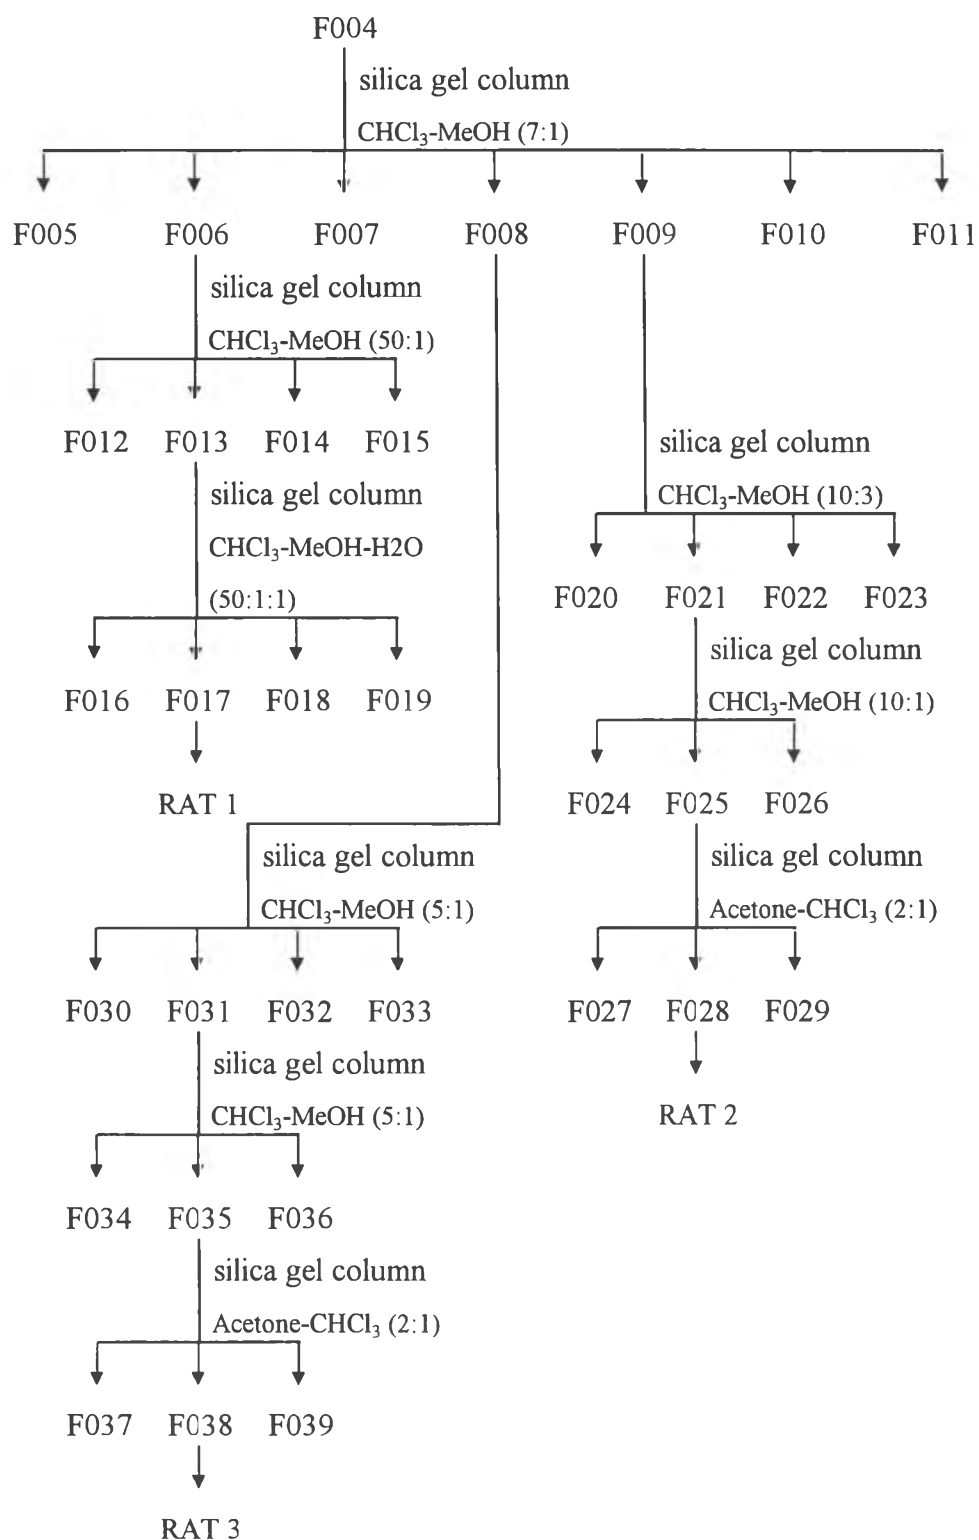 F004
silica gel column
CHCl₃-MeOH (7:1)
F005 F006 F007 F008 F009 F010 F011
silica gel column
CHCl₃-MeOH (50:1)
F012 F013 F014 F015
silica gel column
CHCl₃-MeOH-H2O
(50:1:1)
F016 F017 F018 F019
RAT 1
silica gel column
CHCl₃-MeOH (10:3)
F020 F021 F022 F023
silica gel column
CHCl₃-MeOH (10:1)
F024 F025 F026
silica gel column
Acetone-CHCl₃ (2:1)
F027 F028 F029
RAT 2
silica gel column
CHCl₃-MeOH (5:1)
F030 F031 F032 F033
silica gel column
CHCl₃-MeOH (5:1)
F034 F035 F036
silica gel column
Acetone-CHCl₃ (2:1)
F037 F038 F039
RAT 3